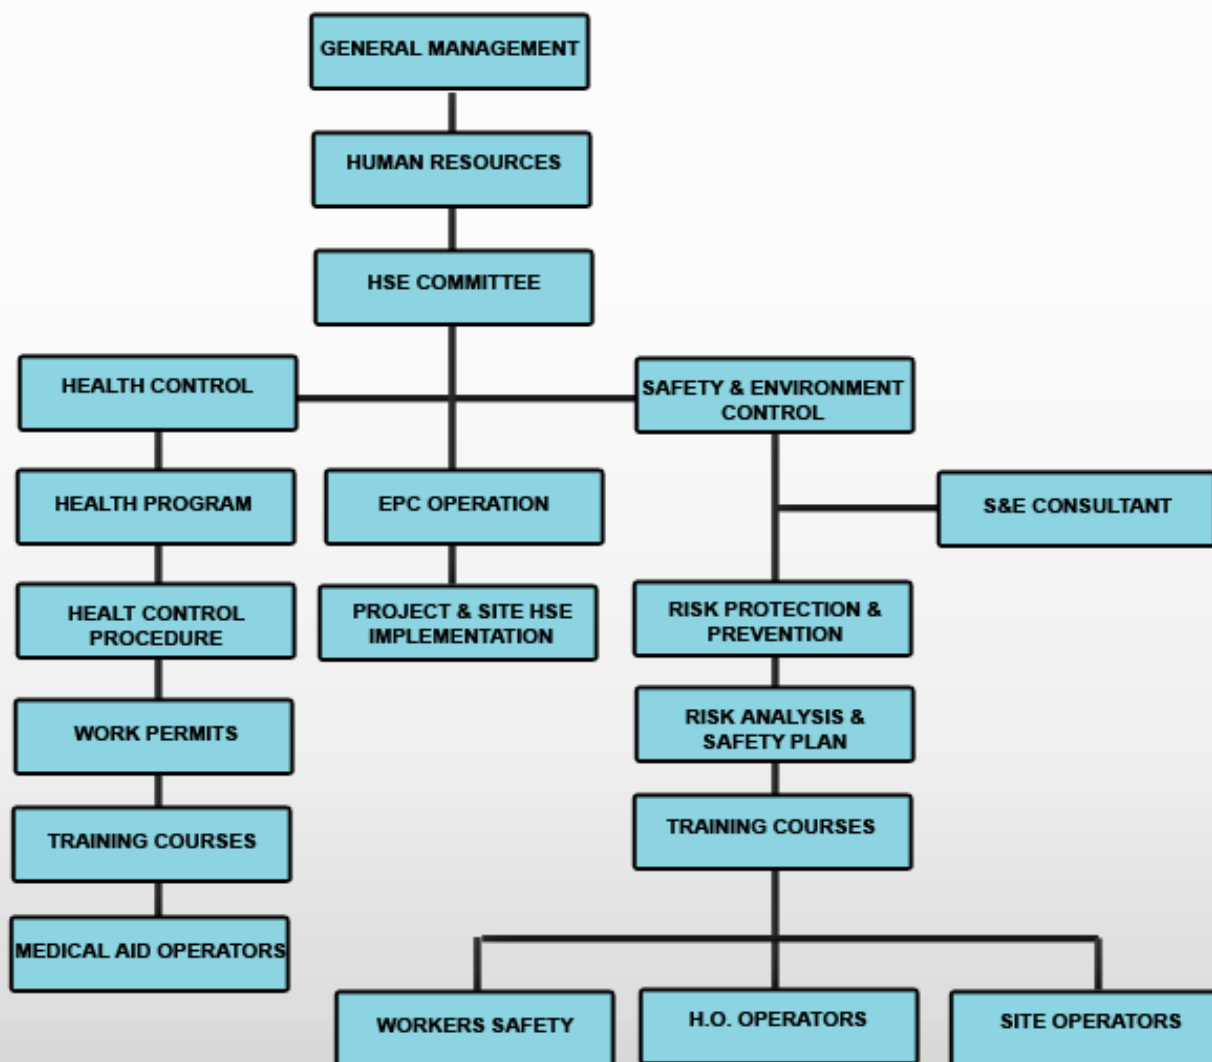 GENERAL MANAGEMENT
HUMAN RESOURCES
HSE COMMITTEE
HEALTH CONTROL
SAFETY & ENVIRONMENT
CONTROL
HEALTH PROGRAM
EPC OPERATION
S&E CONSULTANT
HEALT CONTROL
PROCEDURE
PROJECT & SITE HSE
IMPLEMENTATION
RISK PROTECTION &
PREVENTION
WORK PERMITS
RISK ANALYSIS &
SAFETY PLAN
TRAINING COURSES
TRAINING COURSES
MEDICAL AID OPERATORS
WORKERS SAFETY
H.O. OPERATORS
SITE OPERATORS